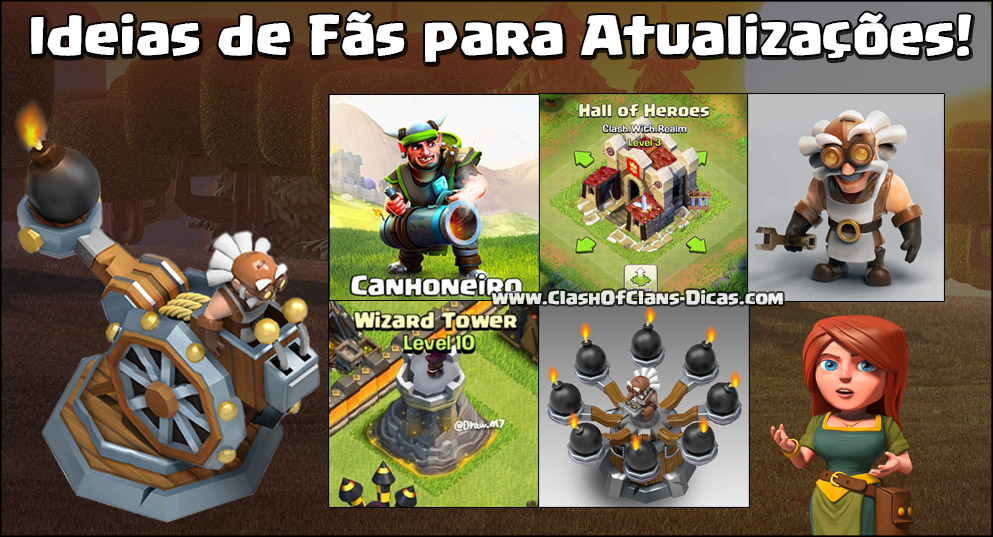 Ideias de Fãs para Atualizações!
Hall of Heroes
Clash.With.Realm
Level 3
Canhoneiro
www.ClashOfClans-Dicas.com
Wizard Tower
Level 10
@Draw.M7